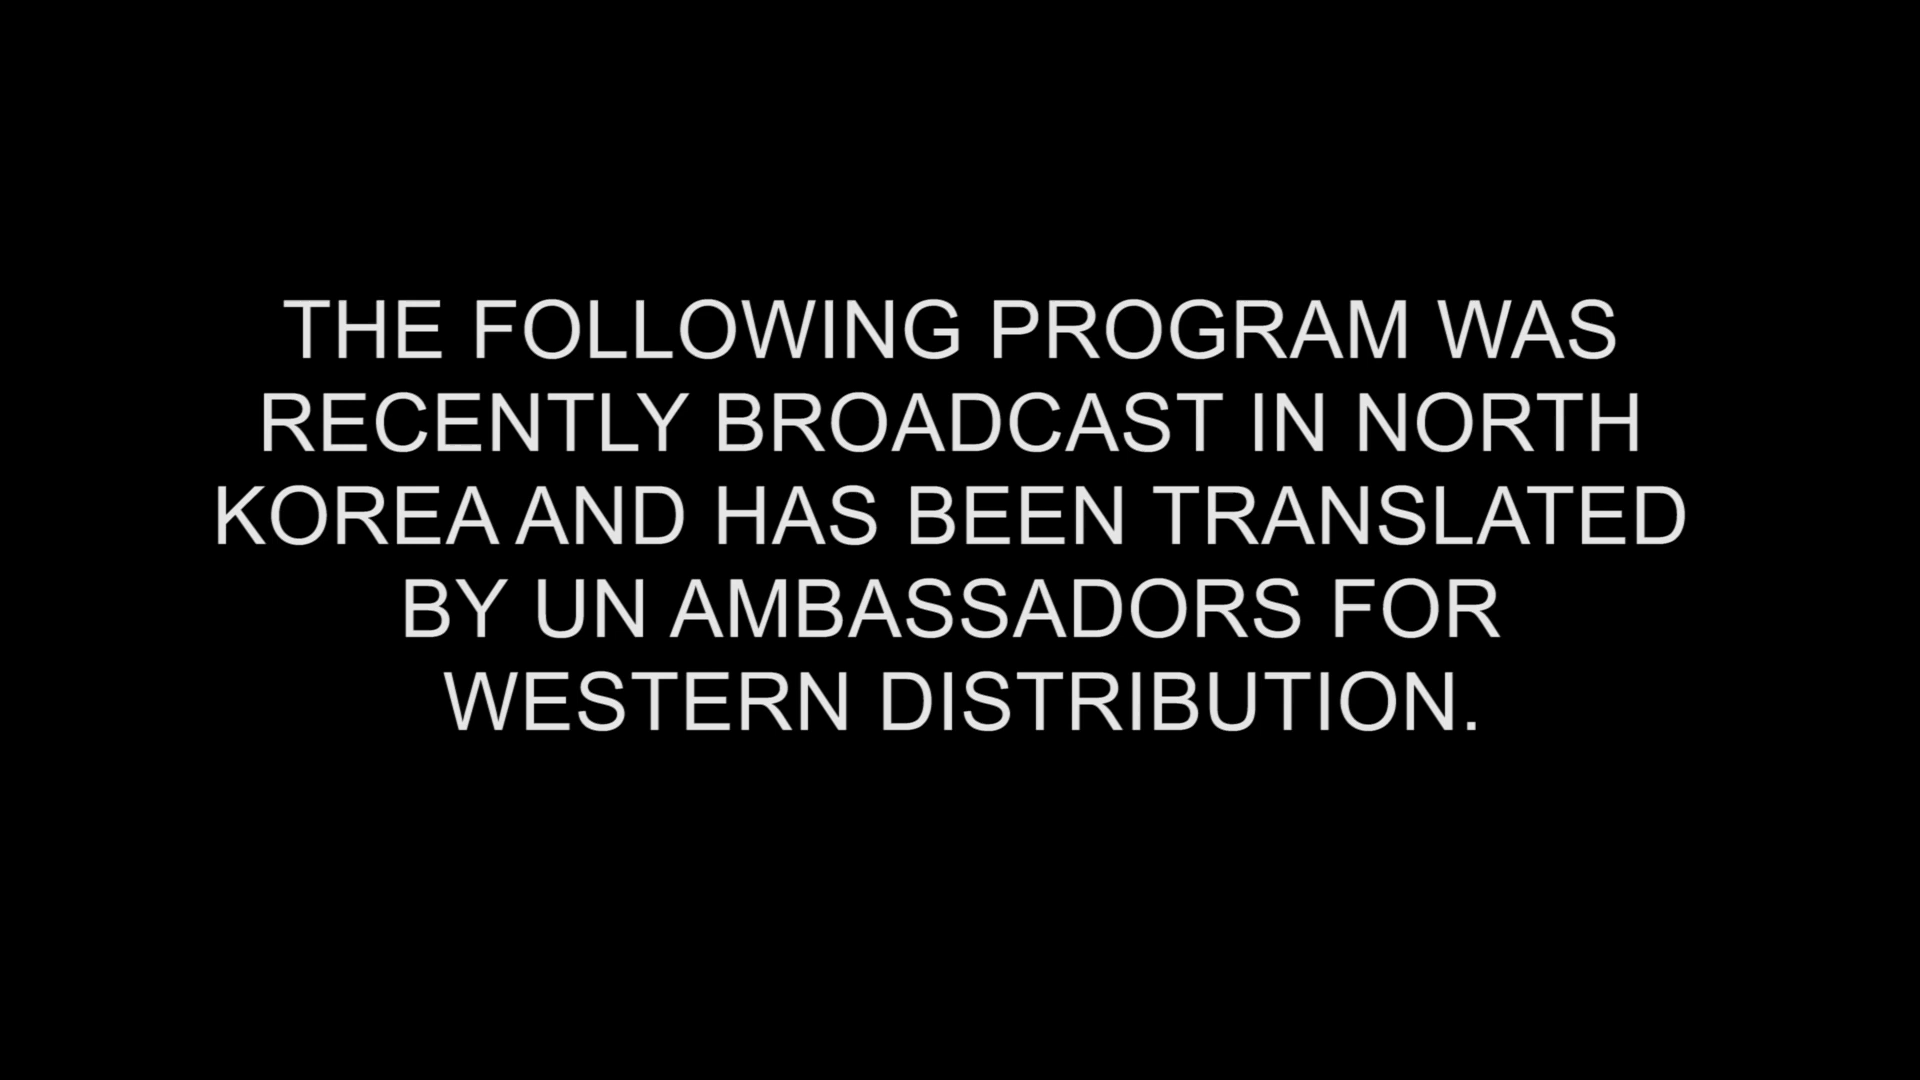 THE FOLLOWING PROGRAM WAS
RECENTLY BROADCAST IN NORTH
KOREA AND HAS BEEN TRANSLATED
BY UN AMBASSADORS FOR
WESTERN DISTRIBUTION.